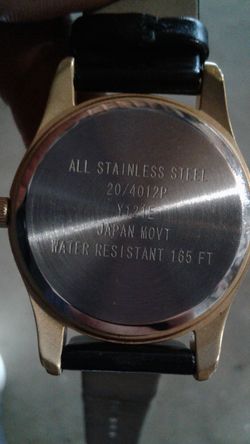 ALL STAINLESS STEEL
20/4012P
Y121E
JAPAN MOVT
WATER RESISTANT 165 FT